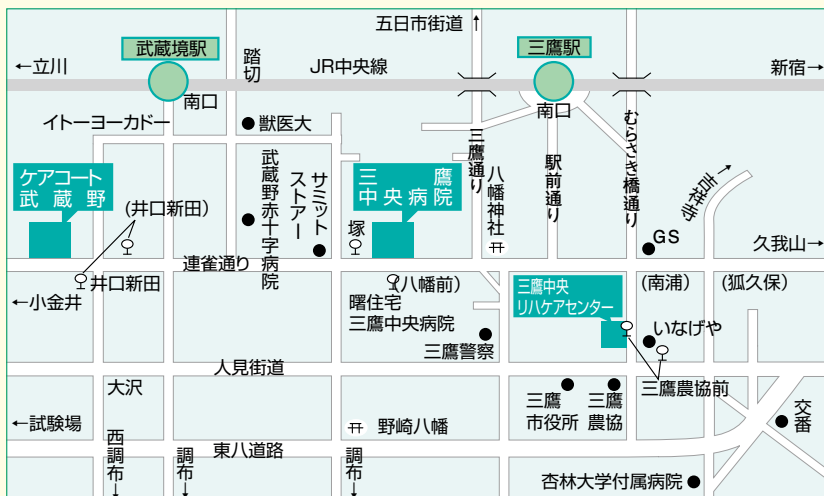 五日市街道↑
武蔵境駅
三鷹駅
←立川
踏切
JR中央線
新宿→
南口
南口
イトーヨーカドー
獣医大
むらさき橋通り
三鷹通り
駅前通り
八幡神社
武蔵野赤十字病院
サミット
ストアー
ケアコート
武蔵野
三鷹
中央病院
吉祥寺→
(井口新田)
塚
GS
久我山→
連雀通り
井口新田
(八幡前)
三鷹中央
リハケアセンター
(南浦)
(狐久保)
←小金井
曙住宅
三鷹中央病院
いなげや
三鷹警察
人見街道
三鷹農協前
大沢
三鷹
市役所
三鷹
農協
交番
←試験場
野崎八幡
西調布→
調布→
東八道路
調布→
杏林大学付属病院